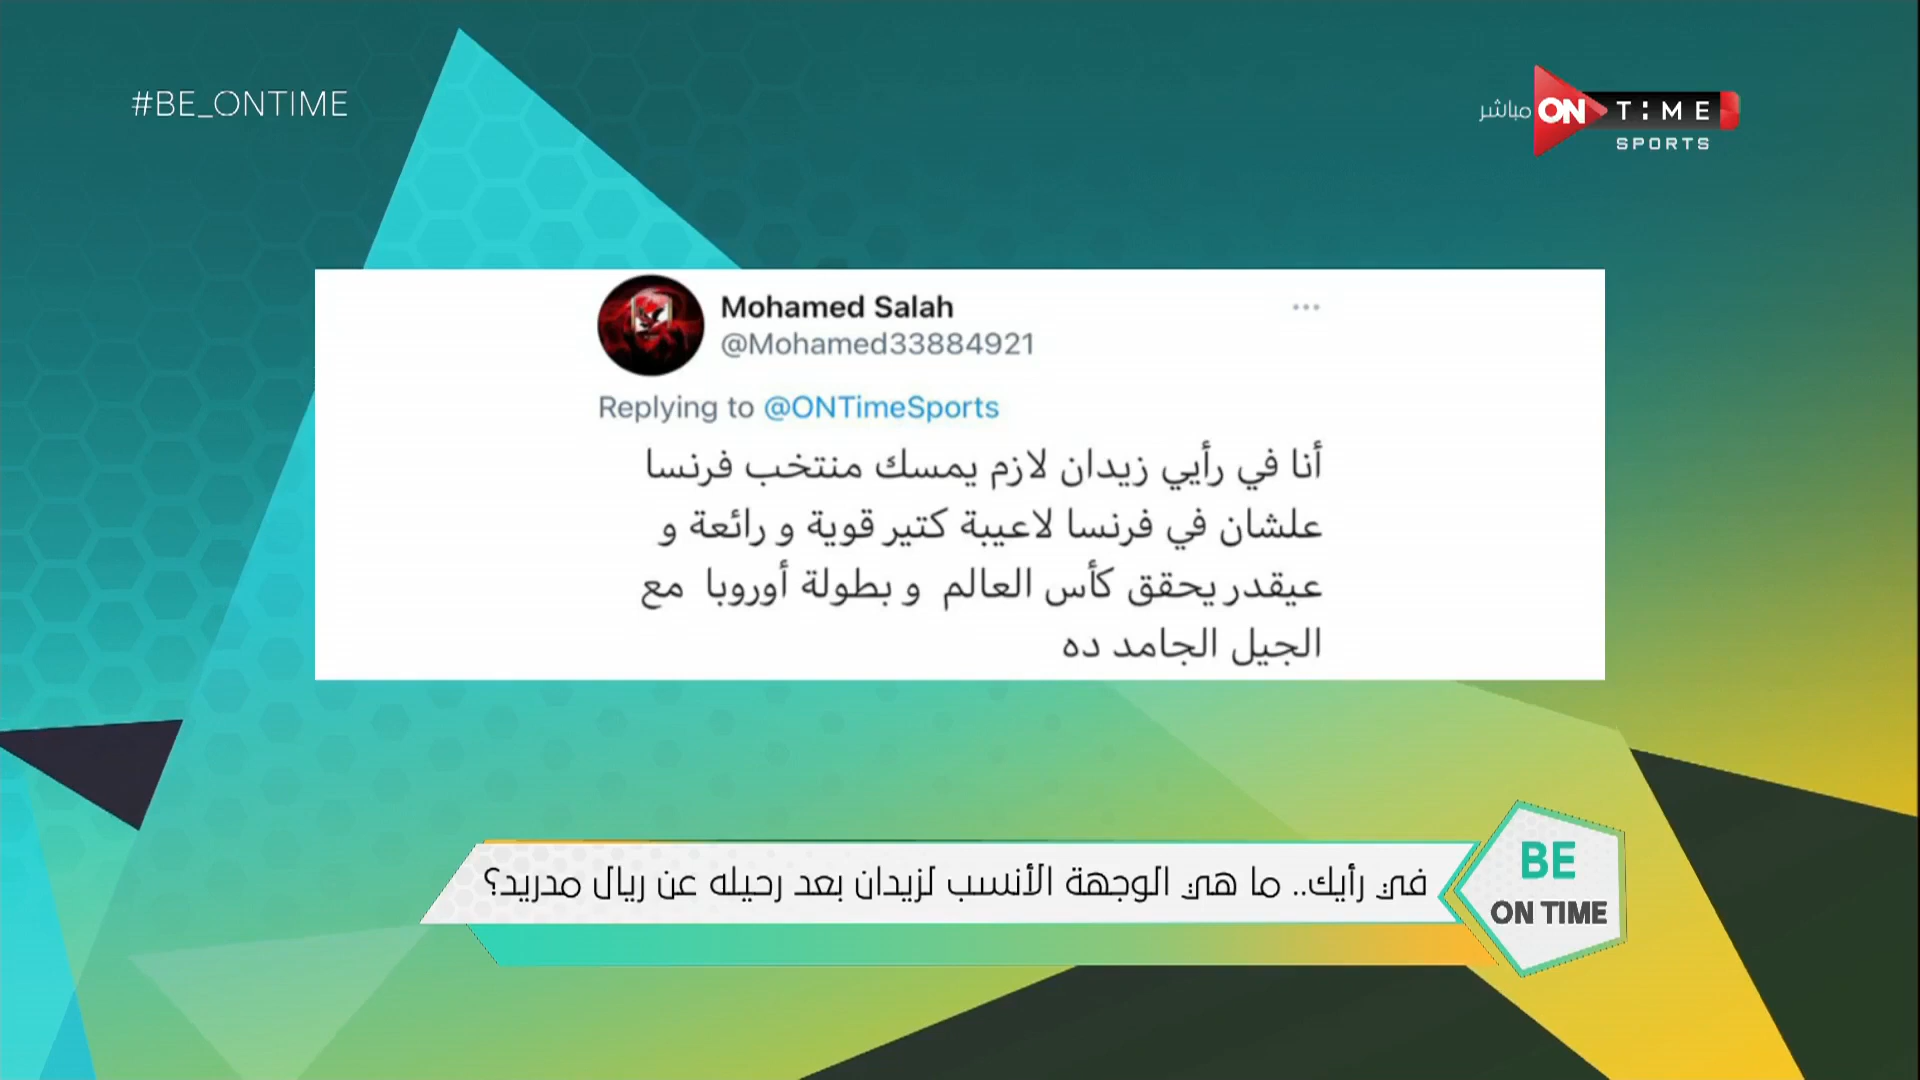 #BE_ONTIME
مباشر ON TIME
SPORTS
Mohamed Salah
@Mohamed33884921
Replying to @ONTimeSports
أنا في رأيي زيدان لازم يمسك منتخب فرنسا
علشان في فرنسا لاعيبة كتير قوية و رائعة و
عيقدر يحقق كأس العالم و بطولة أوروبا مع
الجيل الجامد ده
في رأيك.. ما هي الوجهة الأنسب لزيدان بعد رحيله عن ريال مدريد؟
BE
ON TIME